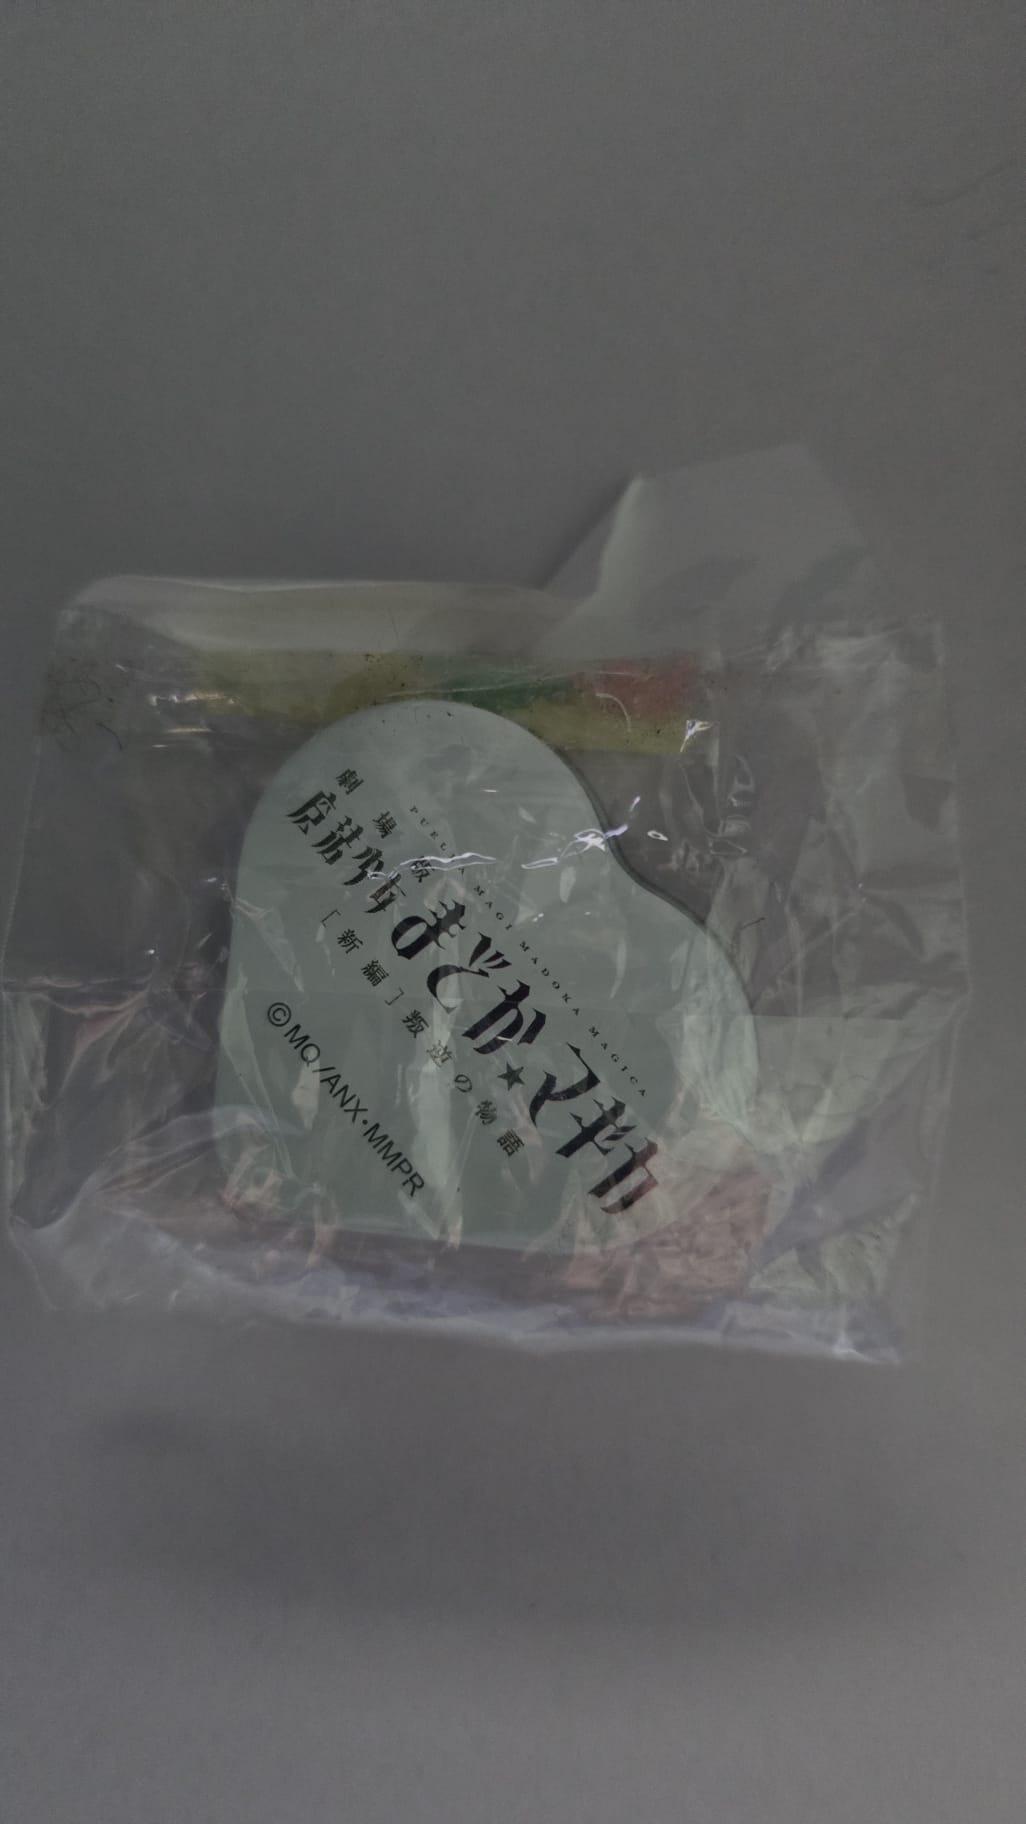 劇場版
PUELLA MAGI MADOKA MAGICA
魔法少女まどか★マギカ
[新編]叛逆の物語
©MQ/ANX・MMPR